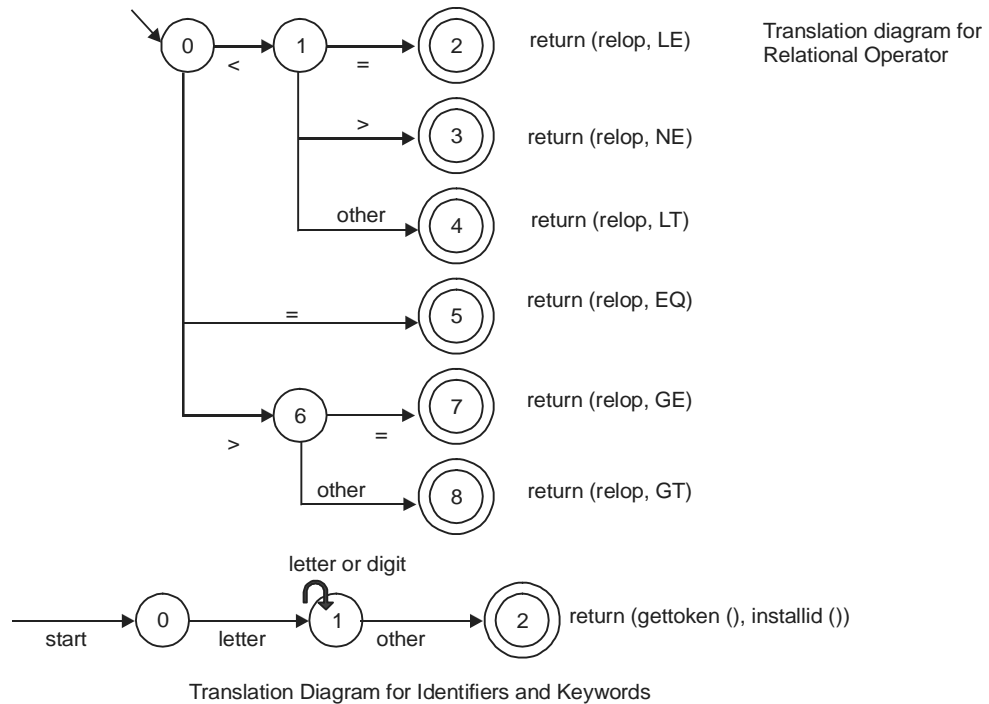 0 < 1 = 2 return (relop, LE)
Translation diagram for
Relational Operator
> 3 return (relop, NE)
other 4 return (relop, LT)
= 5 return (relop, EQ)
> 6 = 7 return (relop, GE)
other 8 return (relop, GT)
letter or digit
start 0 letter 1 other 2 return (gettoken (), installid ())
Translation Diagram for Identifiers and Keywords